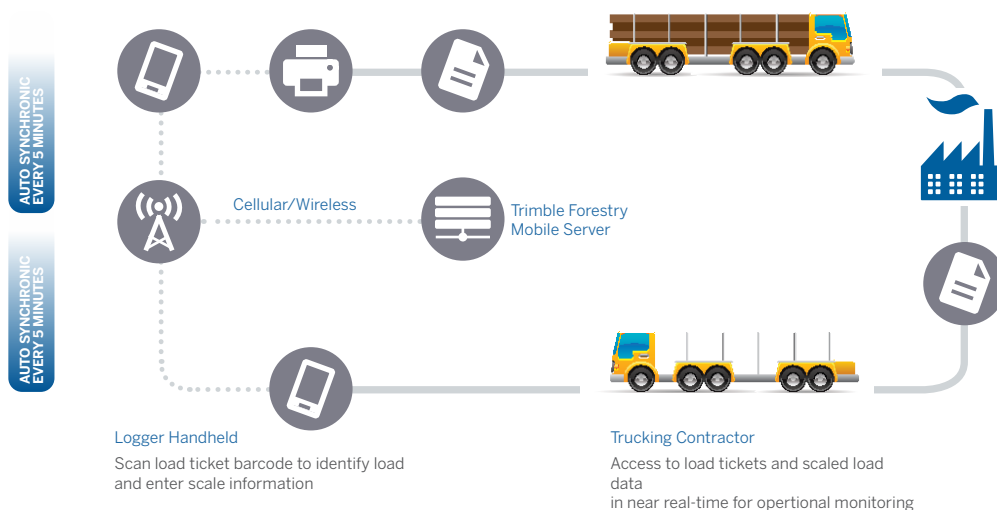 AUTO SYNCHRONIC
EVERY 5 MINUTES
Cellular/Wireless
Trimble Forestry
Mobile Server
AUTO SYNCHRONIC
EVERY 5 MINUTES
Logger Handheld
Scan load ticket barcode to identify load
and enter scale information
Trucking Contractor
Access to load tickets and scaled load
data
in near real-time for opertional monitoring